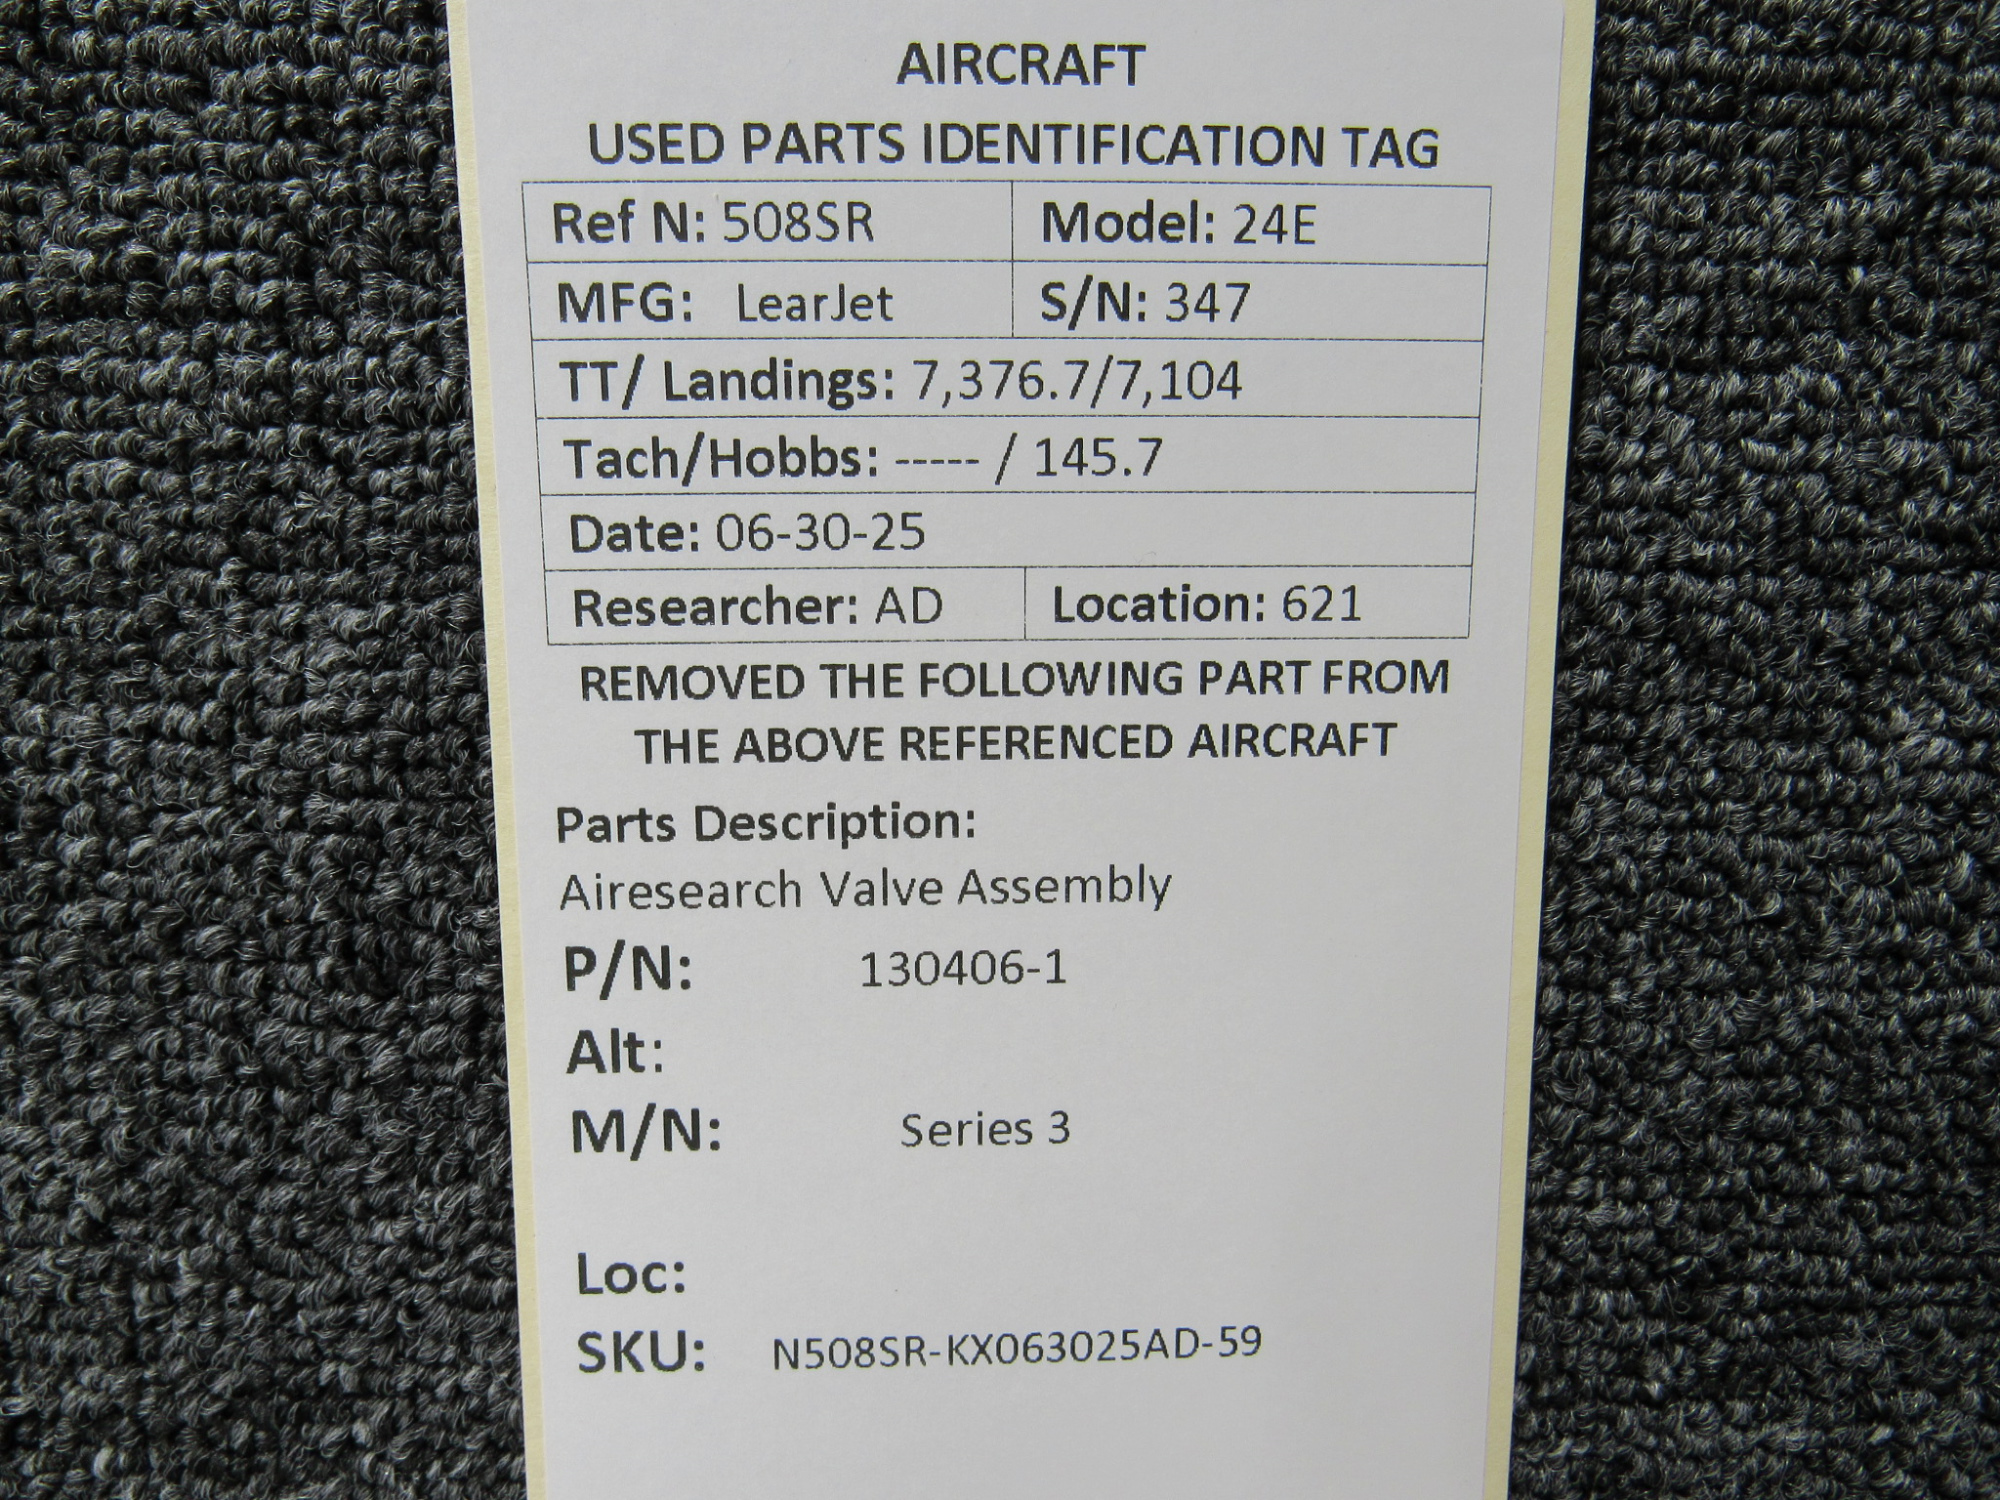 AIRCRAFT
USED PARTS IDENTIFICATION TAG
Ref N: 508SR Model: 24E
MFG: LearJet S/N: 347
TT/ Landings: 7,376.7/7,104
Tach/Hobbs: ----- / 145.7
Date: 06-30-25
Researcher: AD Location: 621
REMOVED THE FOLLOWING PART FROM
THE ABOVE REFERENCED AIRCRAFT
Parts Description:
Airesearch Valve Assembly
P/N: 130406-1
Alt:
M/N: Series 3
Loc:
SKU: N508SR-KX063025AD-59